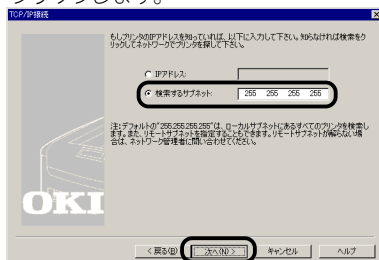 クリックします。
TCP/IP接続
もしプリンタのIPアドレスを知っていれば、以下に入力して下さい。知らなければ検索をク
リックしてネットワークでプリンタを探して下さい。
IPアドレス:
検索するサブネット: 255 255 255 255
注:デフォルトの"255.255.255.255"は、ローカルサブネットにあるすべてのプリンタを検索し
ます。また、リモートサブネットを指定することもできます。リモートサブネットが解らない場
合は、ネットワーク管理者に問い合わせてください。
OKI
< 戻る(B) 次へ(N) > キャンセル ヘルプ